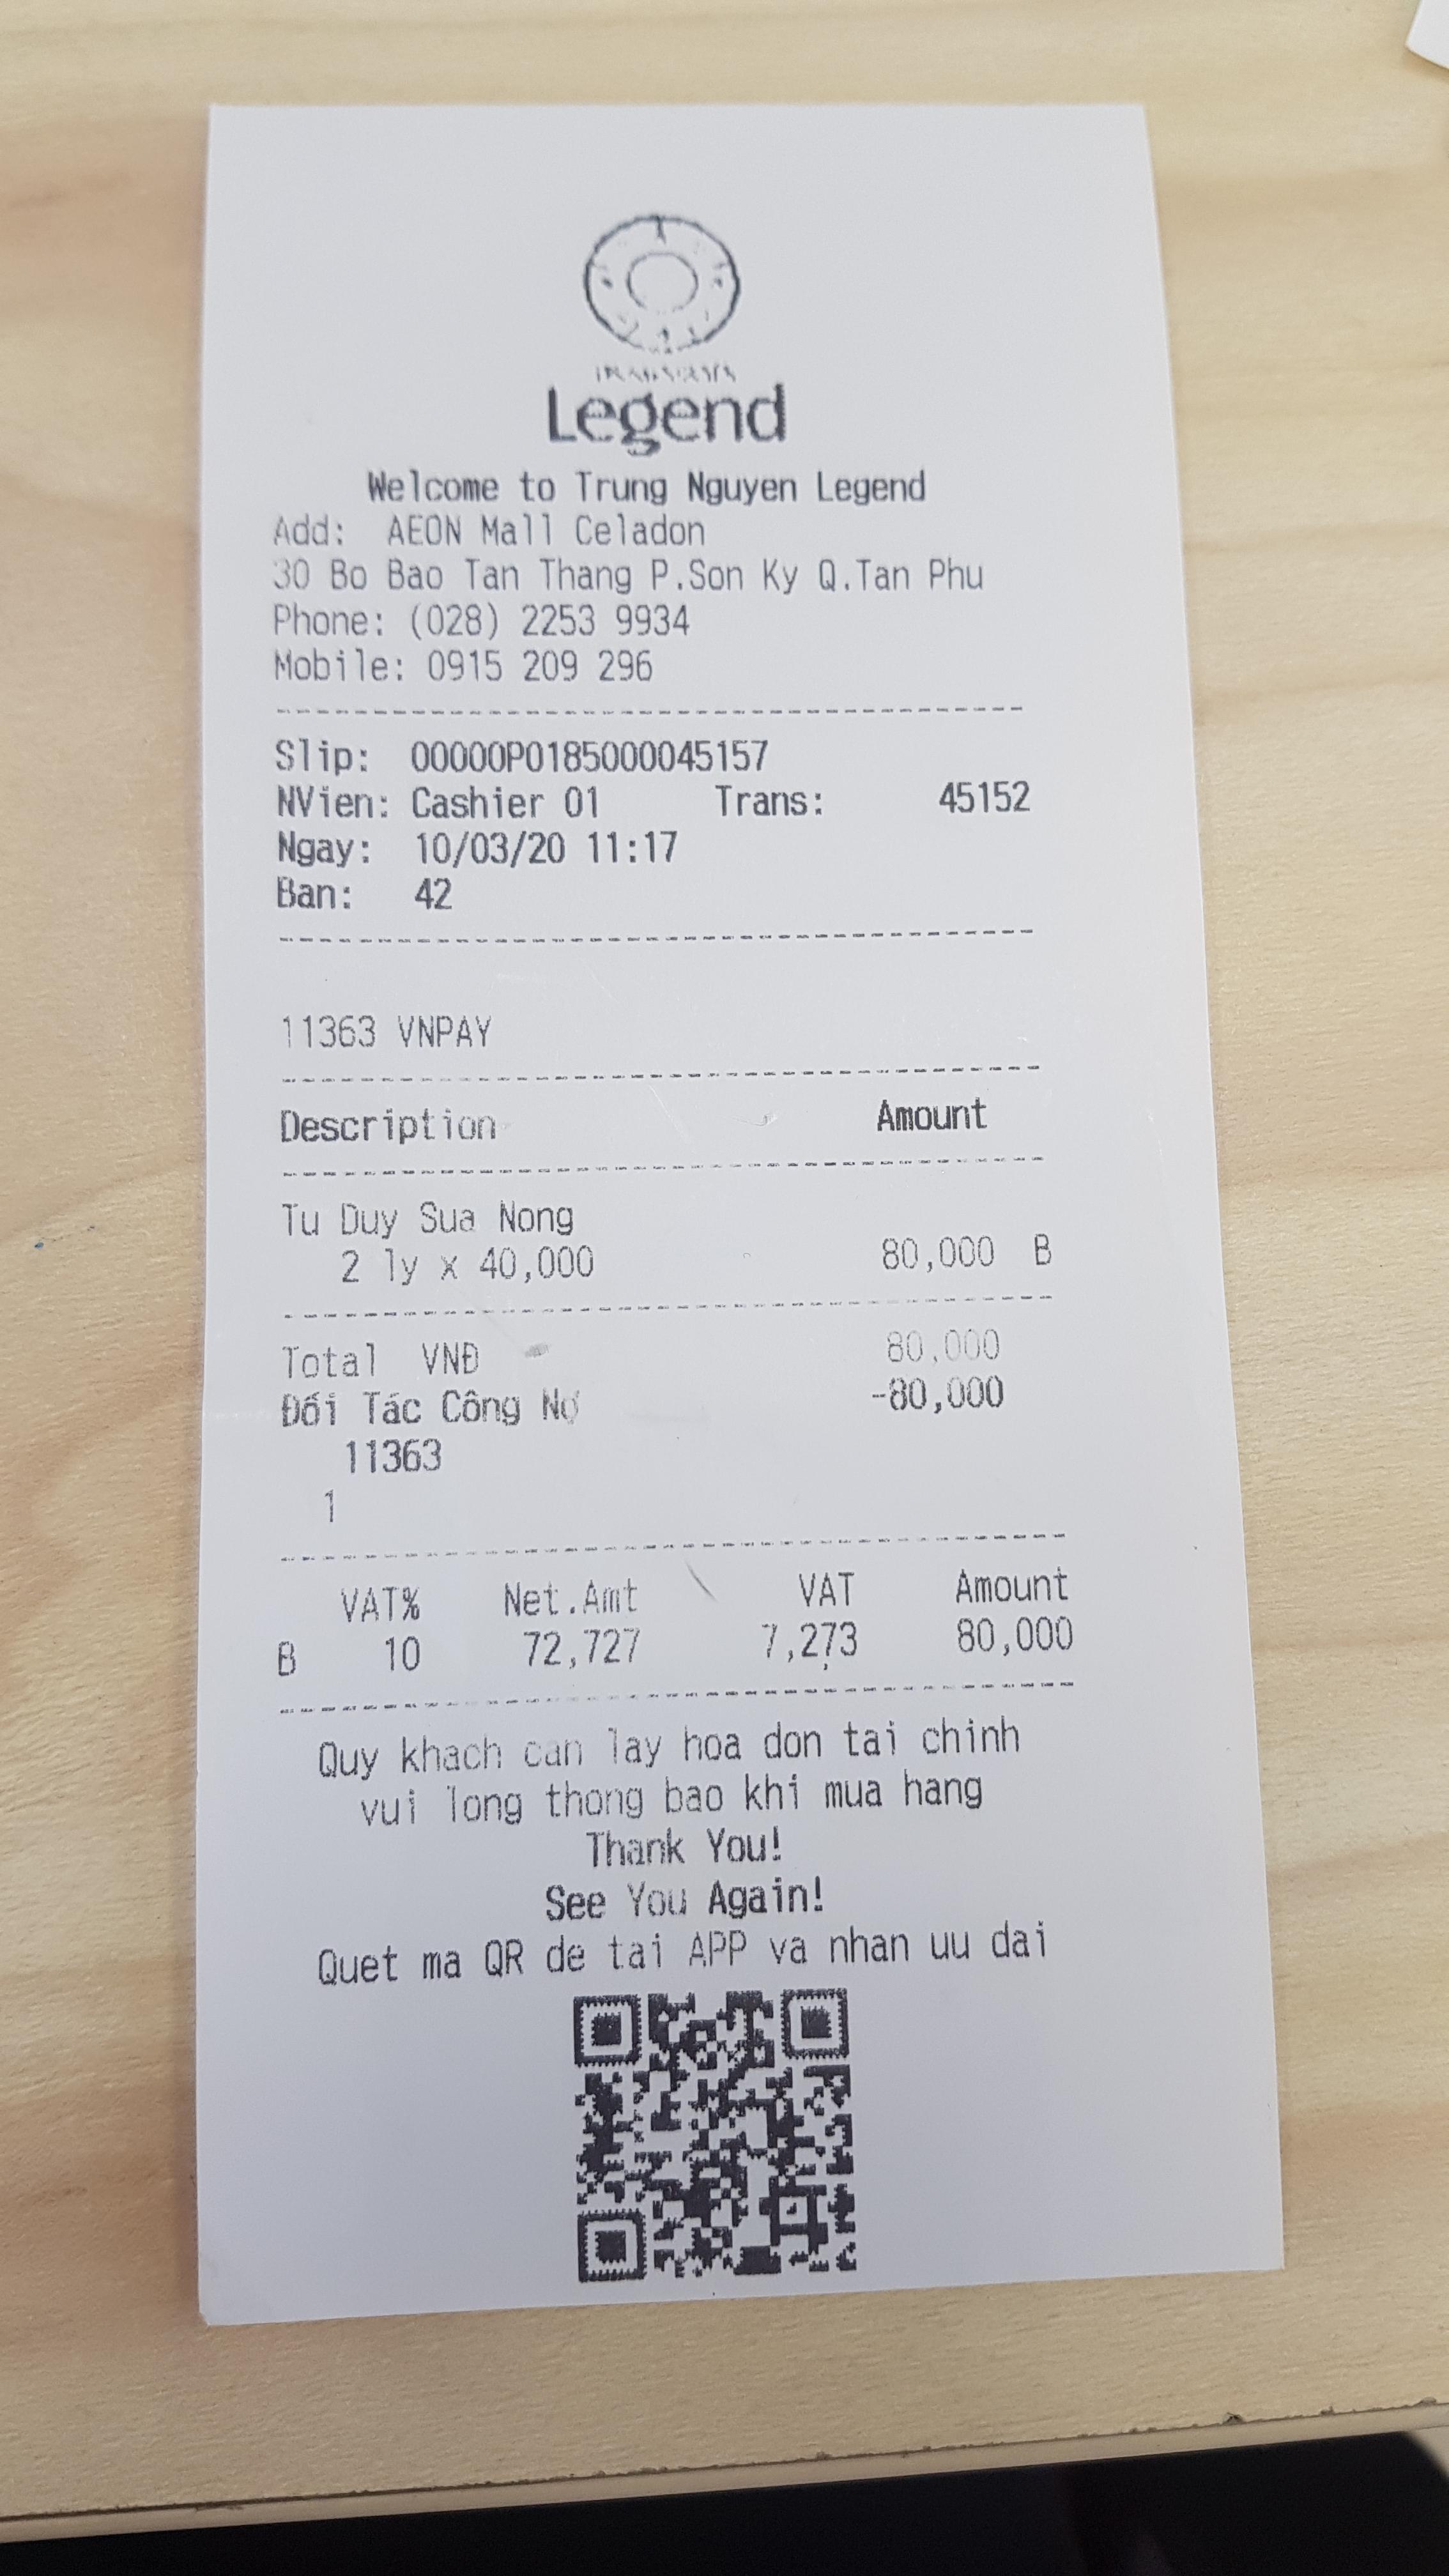 Legend
Welcome to Trung Nguyen Legend
Add: AEON Mall Celadon
30 Bo Bao Tan Thang P.Son Ky Q.Tan Phu
Phone: (028) 2253 9934
Mobile: 0915 209 296
Slip: 00000P0185000045157
NVien: Cashier 01 Trans: 45152
Ngay: 10/03/20 11:17
Ban: 42
11363 VNPAY
Description Amount
Tu Duy Sua Nong
2 ly x 40,000 80,000 B
Total VNĐ 80,000
Đối Tác Công Nợ -80,000
11363
1
VAT% Net.Amt VAT Amount
B 10 72,727 7,273 80,000
Quy khach can lay hoa don tai chinh
vui long thong bao khi mua hang
Thank You!
See You Again!
Quet ma QR de tai APP va nhan uu dai